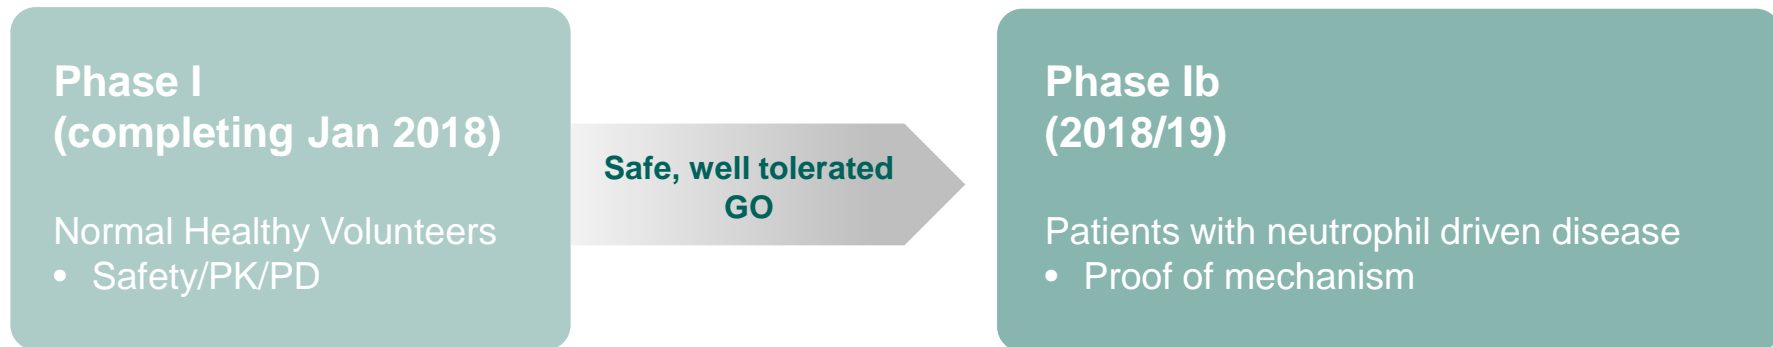 Phase I
(completing Jan 2018)
Normal Healthy Volunteers
• Safety/PK/PD
Safe, well tolerated
GO
Phase Ib
(2018/19)
Patients with neutrophil driven disease
• Proof of mechanism